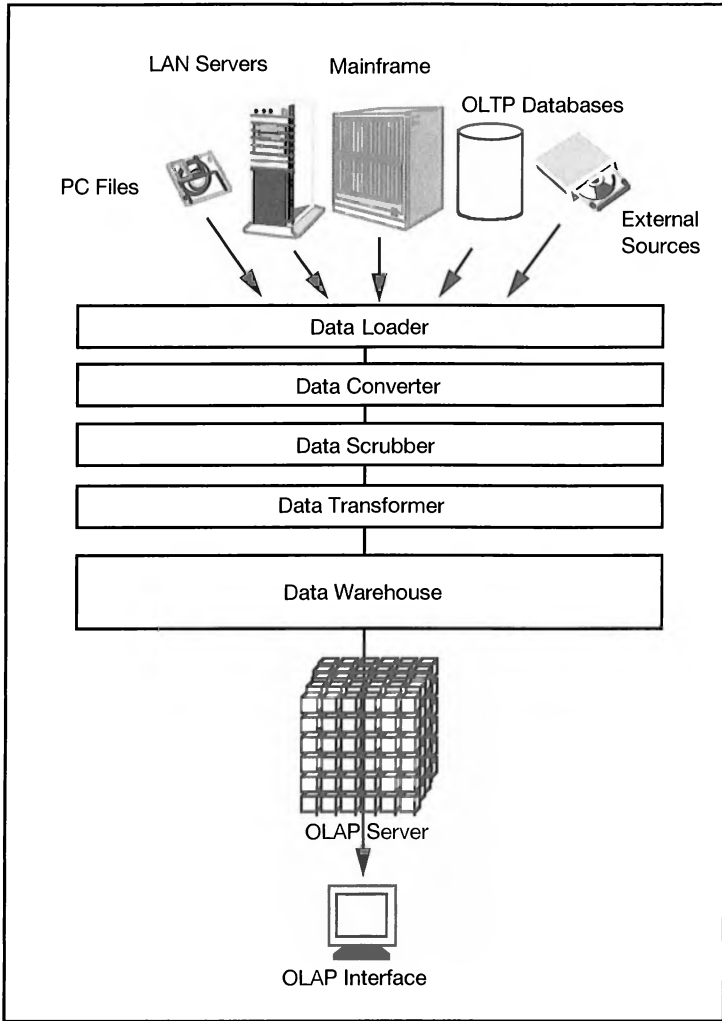 LAN Servers
Mainframe
OLTP Databases
PC Files
External
Sources
Data Loader
Data Converter
Data Scrubber
Data Transformer
Data Warehouse
OLAP Server
OLAP Interface